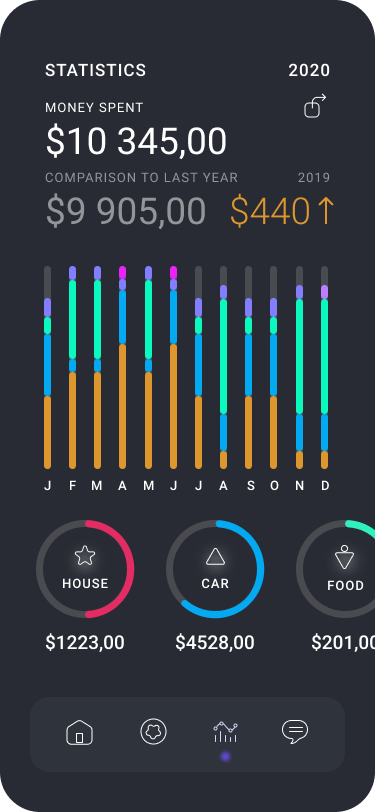 STATISTICS 2020
MONEY SPENT
$10 345,00
COMPARISON TO LAST YEAR 2019
$9 905,00 $440↑
J F M A M J J A S O N D
HOUSE CAR FOOD
$1223,00 $4528,00 $201,00